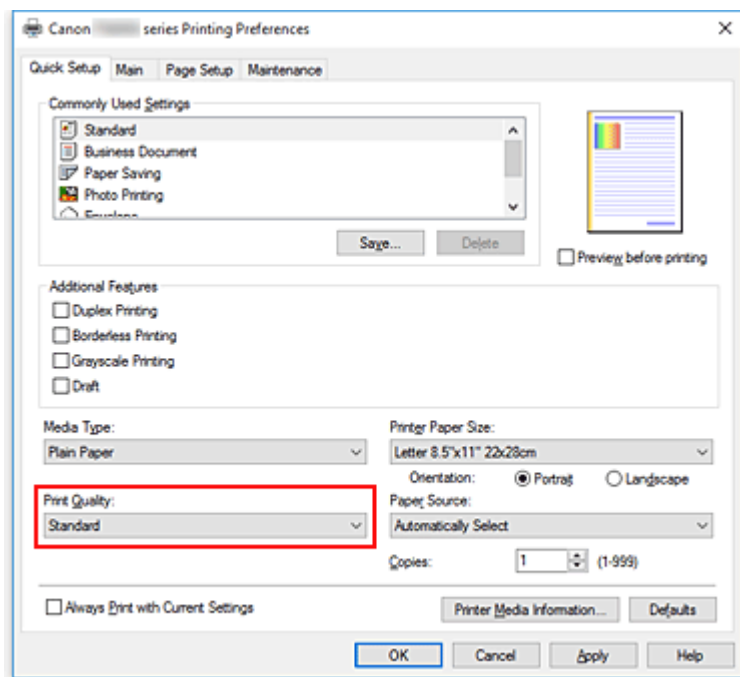 Canon series Printing Preferences
Quick Setup Main Page Setup Maintenance
Commonly Used Settings
Standard
Business Document
Paper Saving
Photo Printing
Envelope
Save... Delete
Preview before printing
Additional Features
Duplex Printing
Borderless Printing
Grayscale Printing
Draft
Media Type:
Plain Paper
Printer Paper Size:
Letter 8.5"x11" 22x28cm
Orientation: Portrait Landscape
Print Quality:
Standard
Paper Source:
Automatically Select
Copies: 1 (1-999)
Always Print with Current Settings
Printer Media Information... Defaults
OK Cancel Apply Help